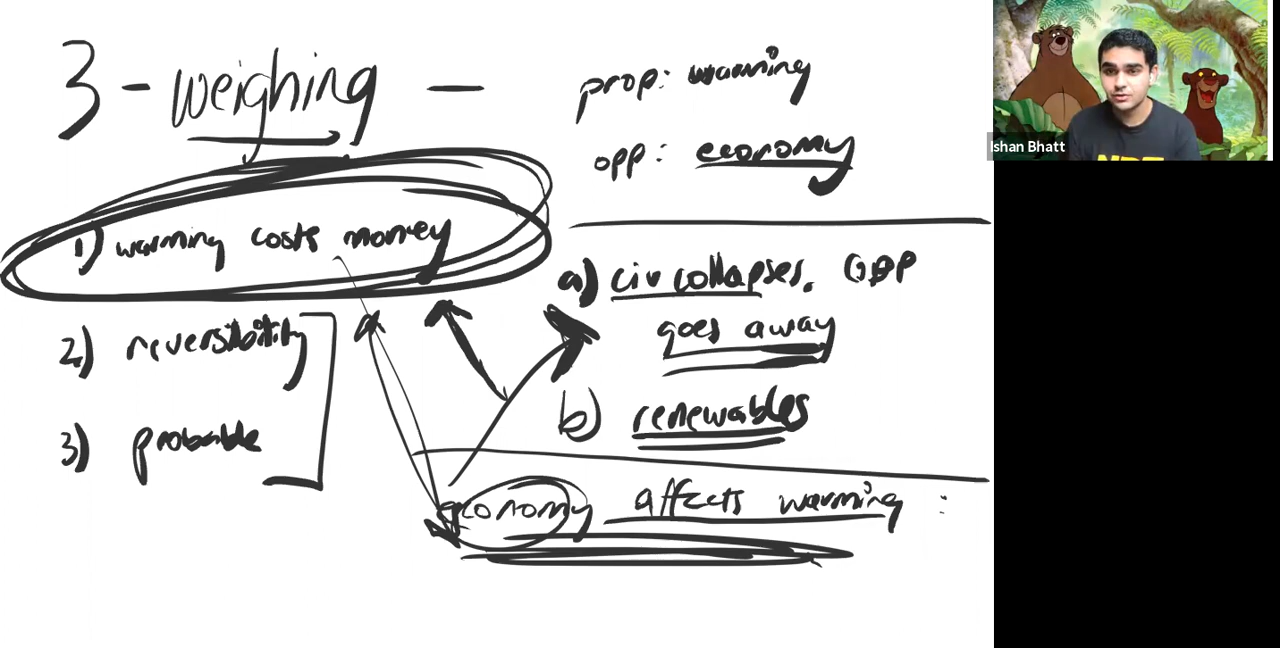 3 - weighing -
prop: warming
opp: economy
1) warming costs money
2) reversibility
3) probable
a) civ collapses. GDP
goes away
b) renewables
economy affects warming :
Ishan Bhatt